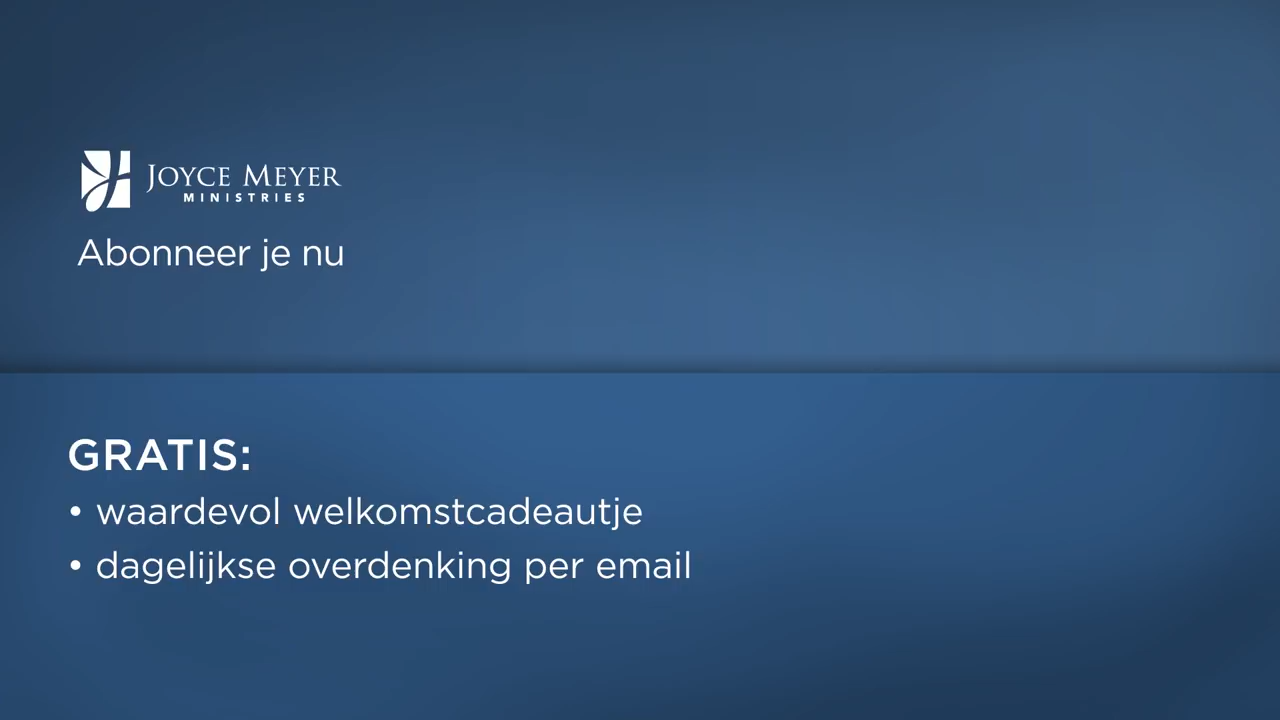 JOYCE MEYER
MINISTRIES
Abonneer je nu
GRATIS:
• waardevol welkomstcadeautje
• dagelijkse overdenking per email